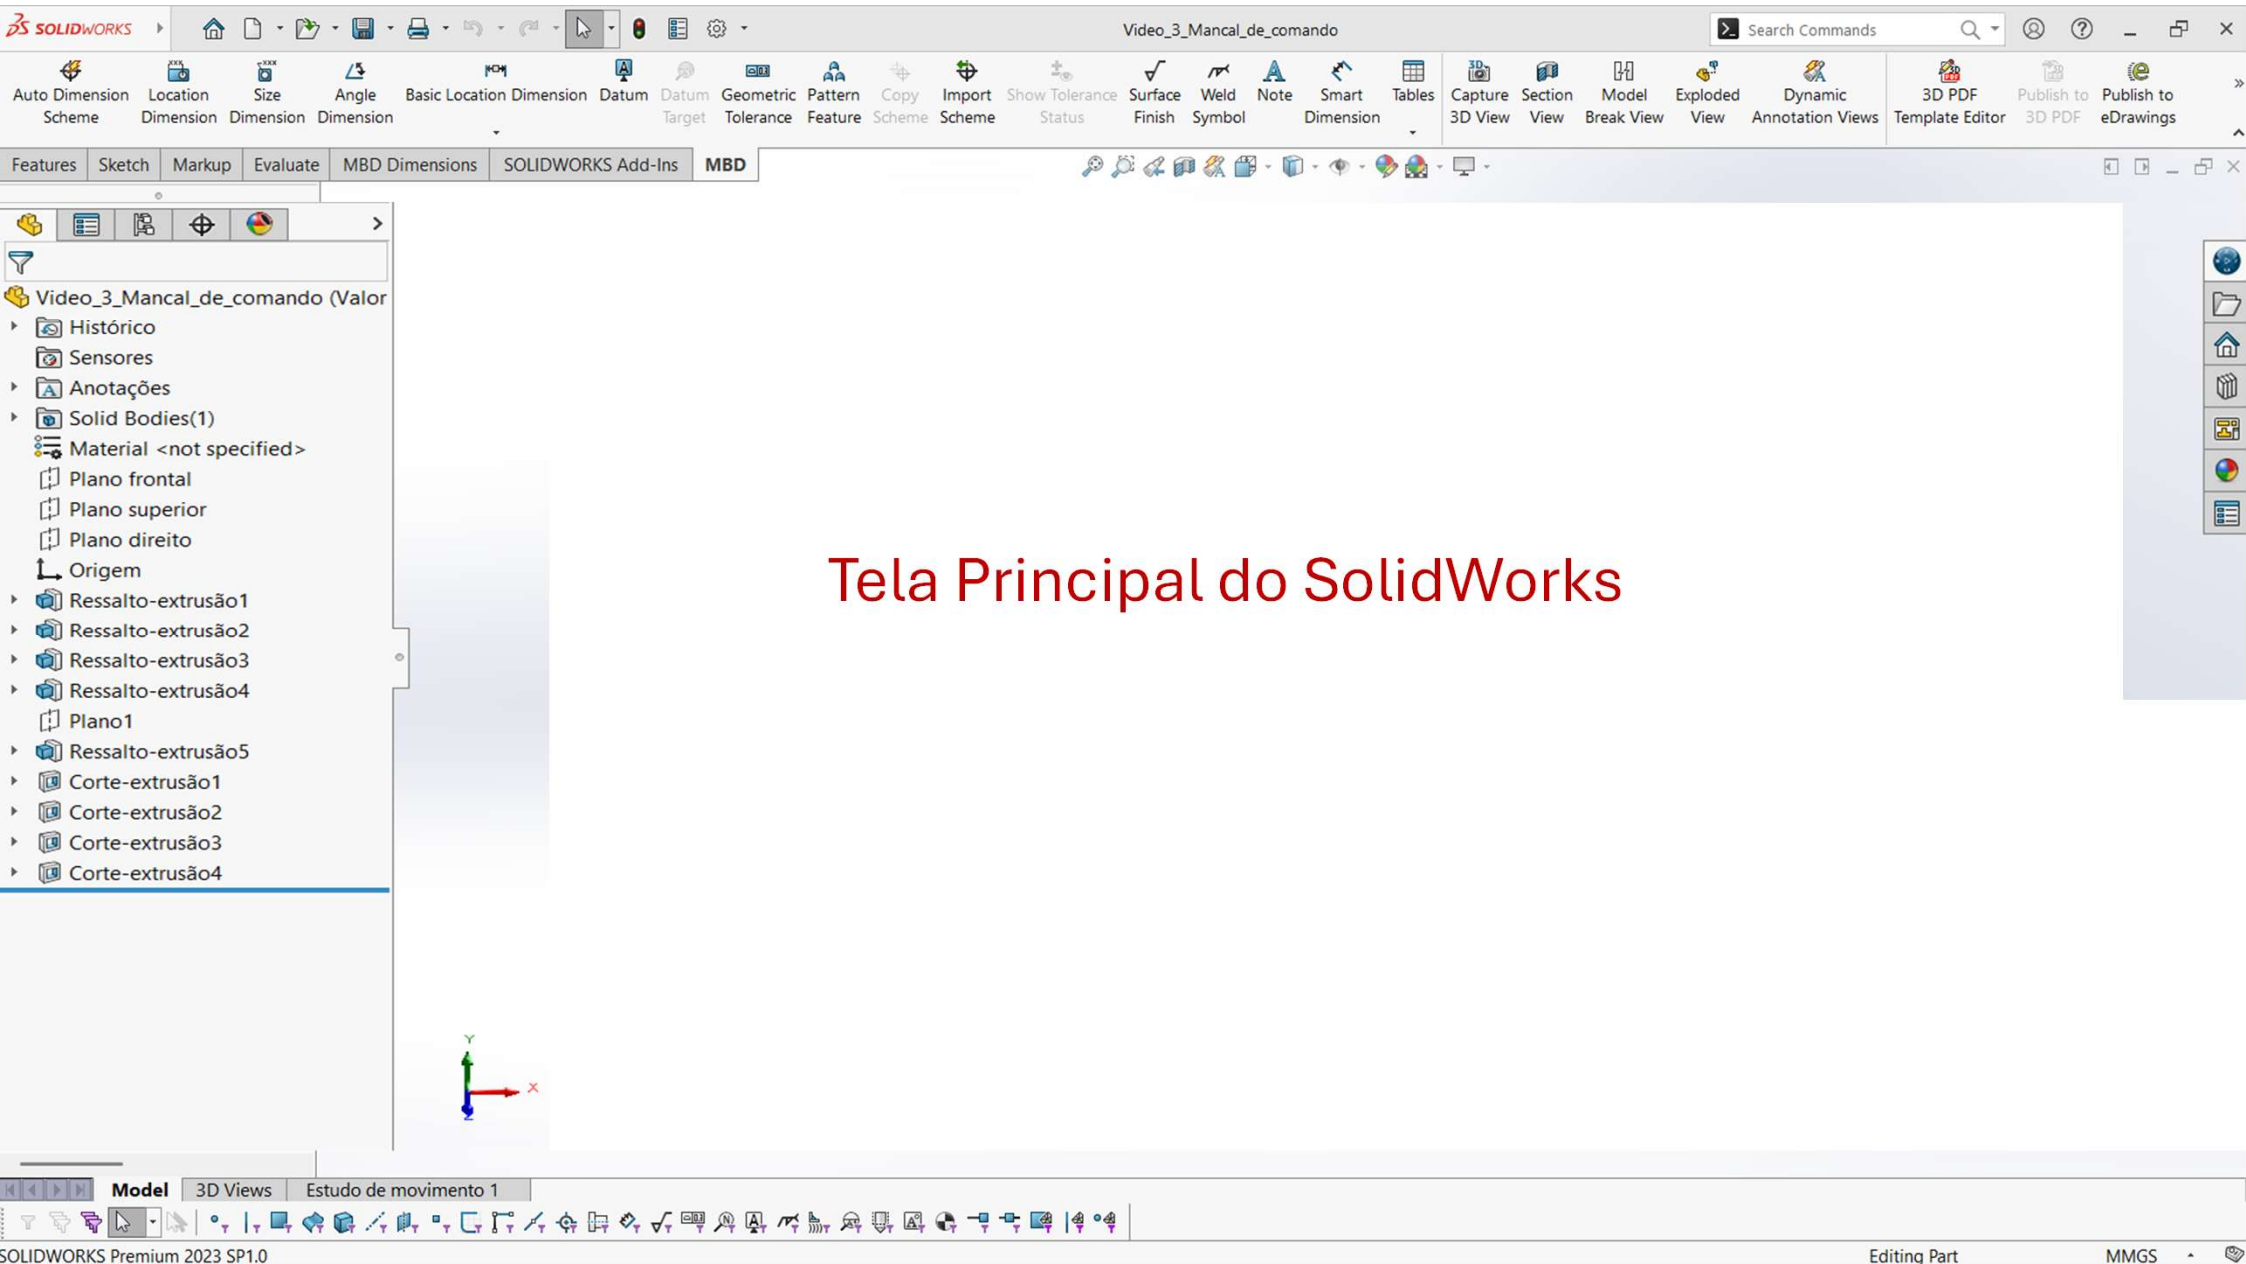 SOLIDWORKS
Video_3_Mancal_de_comando
Search Commands
Auto Dimension Scheme
Location Dimension
Size Dimension
Angle Dimension
Basic Location Dimension
Datum
Datum Target
Geometric Tolerance
Pattern Feature
Copy Scheme
Import Scheme
Show Tolerance Status
Surface Finish
Weld Symbol
Note
Smart Dimension
Tables
Capture 3D View
Section View
Model Break View
Exploded View
Dynamic Annotation Views
3D PDF Template Editor
Publish to 3D PDF
Publish to eDrawings
Features
Sketch
Markup
Evaluate
MBD Dimensions
SOLIDWORKS Add-Ins
MBD
Video_3_Mancal_de_comando (Valor
Histórico
Sensores
Anotações
Solid Bodies(1)
Material <not specified>
Plano frontal
Plano superior
Plano direito
Origem
Ressalto-extrusão1
Ressalto-extrusão2
Ressalto-extrusão3
Ressalto-extrusão4
Plano1
Ressalto-extrusão5
Corte-extrusão1
Corte-extrusão2
Corte-extrusão3
Corte-extrusão4
Tela Principal do SolidWorks
Y
X
Z
Model
3D Views
Estudo de movimento 1
SOLIDWORKS Premium 2023 SP1.0
Editing Part
MMGS